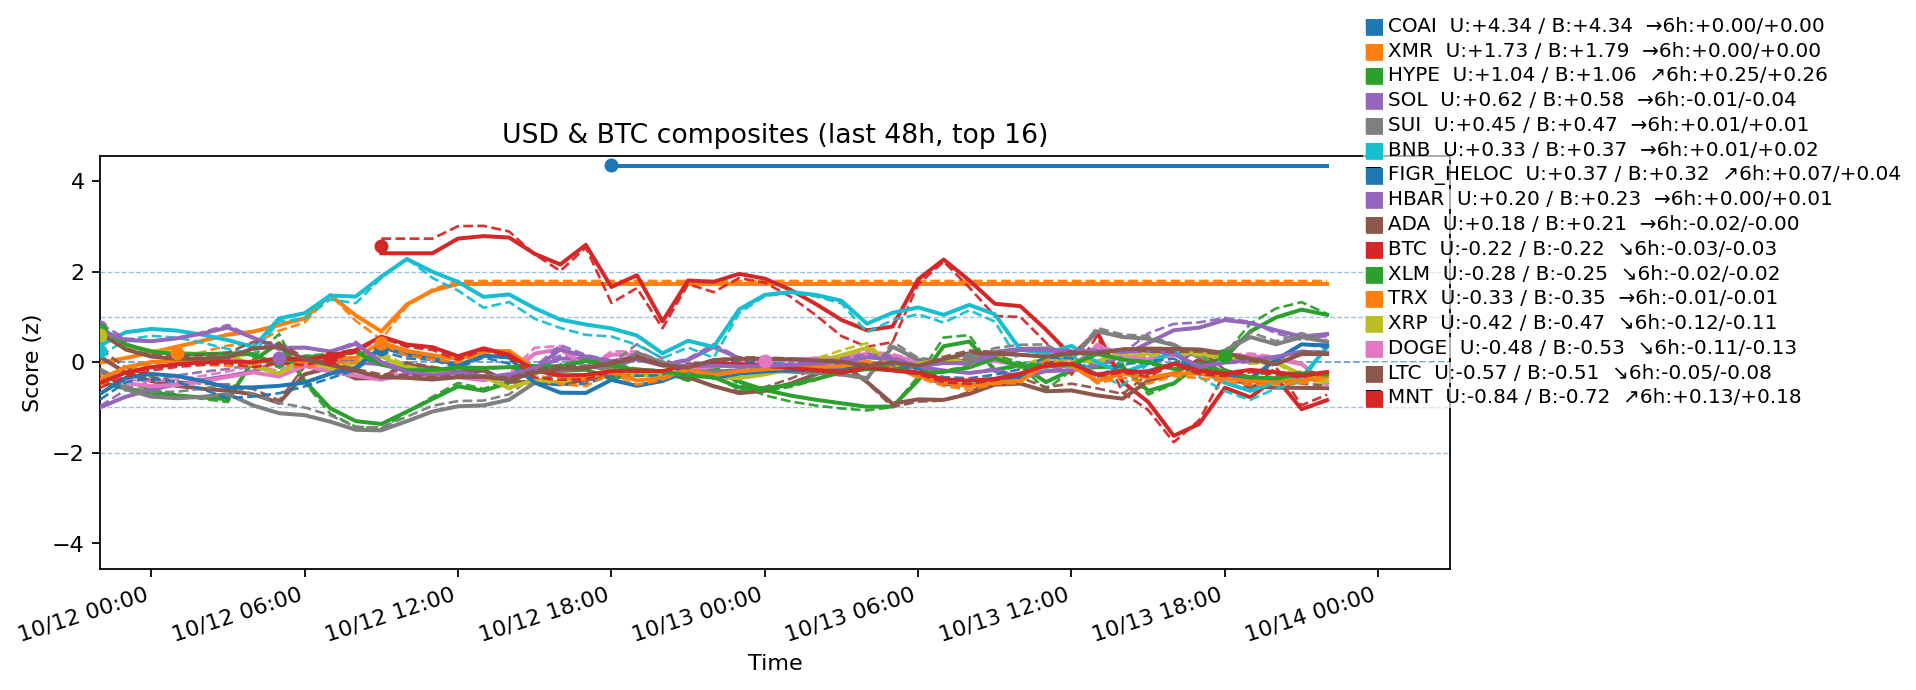 COAI U:+4.34 / B:+4.34 →6h:+0.00/+0.00
XMR U:+1.73 / B:+1.79 →6h:+0.00/+0.00
HYPE U:+1.04 / B:+1.06 ↗6h:+0.25/+0.26
SOL U:+0.62 / B:+0.58 →6h:-0.01/-0.04
SUI U:+0.45 / B:+0.47 →6h:+0.01/+0.01
BNB U:+0.33 / B:+0.37 →6h:+0.01/+0.02
FIGR_HELOC U:+0.37 / B:+0.32 ↗6h:+0.07/+0.04
HBAR U:+0.20 / B:+0.23 →6h:+0.00/+0.01
ADA U:+0.18 / B:+0.21 →6h:-0.02/-0.00
BTC U:-0.22 / B:-0.22 ↘6h:-0.03/-0.03
XLM U:-0.28 / B:-0.25 ↘6h:-0.02/-0.02
TRX U:-0.33 / B:-0.35 →6h:-0.01/-0.01
XRP U:-0.42 / B:-0.47 ↘6h:-0.12/-0.11
DOGE U:-0.48 / B:-0.53 ↘6h:-0.11/-0.13
LTC U:-0.57 / B:-0.51 ↘6h:-0.05/-0.08
MNT U:-0.84 / B:-0.72 ↗6h:+0.13/+0.18
USD & BTC composites (last 48h, top 16)
Score (z)
4
2
0
−2
−4
10/12 00:00
10/12 06:00
10/12 12:00
10/12 18:00
10/13 00:00
10/13 06:00
10/13 12:00
10/13 18:00
10/14 00:00
Time